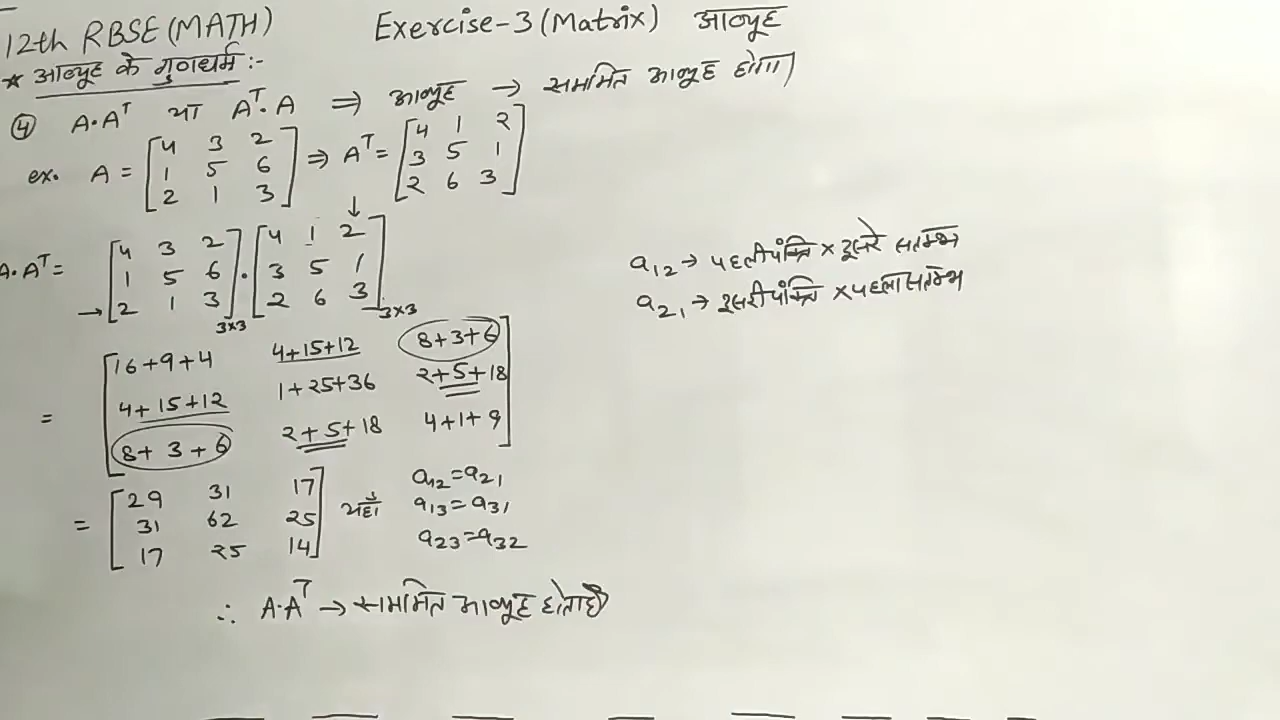 12th RBSE (MATH) Exercise-3 (Matrix) आव्यूह
* आव्यूह के गुणधर्म :-
④ A·Aᵀ या Aᵀ·A ⇒ आव्यूह → सममित आव्यूह होगा
ex. A = [4 3 2; 1 5 6; 2 1 3] ⇒ Aᵀ = [4 1 2; 3 5 1; 2 6 3]
A·Aᵀ = [4 3 2; 1 5 6; 2 1 3]3×3 · [4 1 2; 3 5 1; 2 6 3]3×3
a₁₂ → पहली पंक्ति × दूसरे स्तम्भ
a₂₁ → दूसरी पंक्ति × पहला स्तम्भ
= [16+9+4 4+15+12 8+3+6
4+15+12 1+25+36 2+5+18
8+3+6 2+5+18 4+1+9]
= [29 31 17
31 62 25
17 25 14]
यहाँ a₁₂=a₂₁
a₁₃=a₃₁
a₂₃=a₃₂
∴ A·Aᵀ → सममित आव्यूह होता है